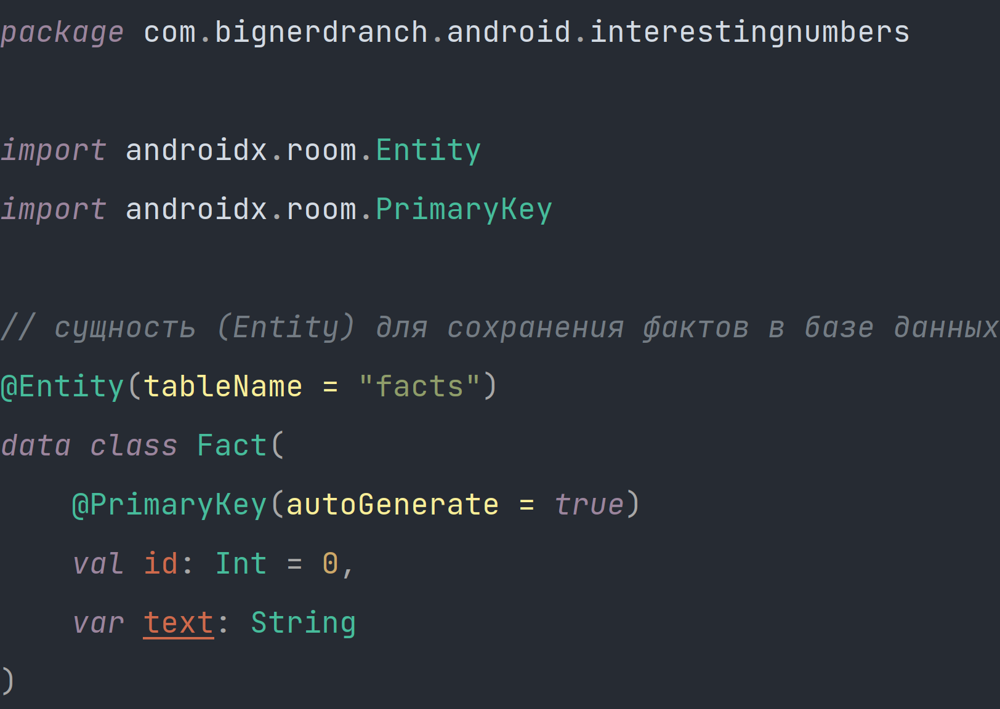 package com.bignerdranch.android.interestingnumbers
import androidx.room.Entity
import androidx.room.PrimaryKey
// сущность (Entity) для сохранения фактов в базе данных
@Entity(tableName = "facts")
data class Fact(
    @PrimaryKey(autoGenerate = true)
    val id: Int = 0,
    var text: String
)